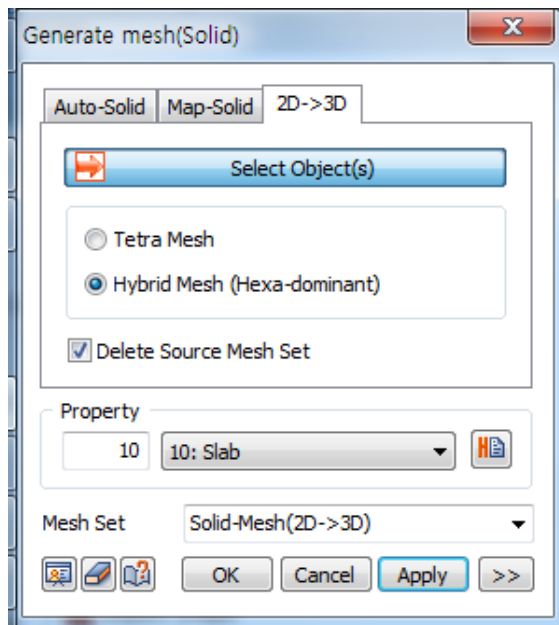 Generate mesh(Solid)
Auto-Solid Map-Solid 2D->3D
Select Object(s)
Tetra Mesh
Hybrid Mesh (Hexa-dominant)
Delete Source Mesh Set
Property
10 10: Slab
Mesh Set Solid-Mesh(2D->3D)
OK Cancel Apply >>